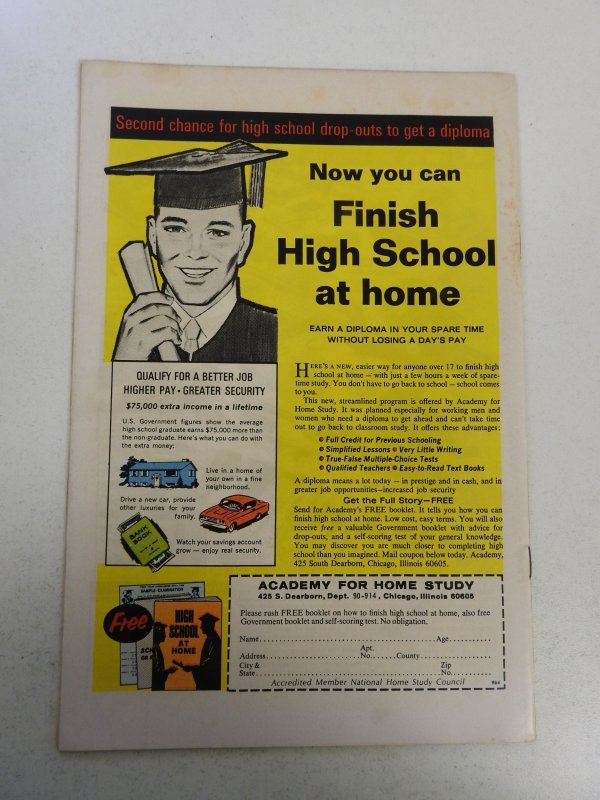 Second chance for high school drop-outs to get a diploma
Now you can
Finish
High School
at home
EARN A DIPLOMA IN YOUR SPARE TIME
WITHOUT LOSING A DAY'S PAY
QUALIFY FOR A BETTER JOB
HIGHER PAY • GREATER SECURITY
$75,000 extra income in a lifetime
U.S. Government figures show the average
high school graduate earns $75,000 more than
the non-graduate. Here's what you can do with
the extra money:
Live in a home of
your own in a fine
neighborhood.
Drive a new car, provide
other luxuries for your
family.
BANK
BOOK
Watch your savings account
grow — enjoy real security.
HERE'S A NEW, easier way for anyone over 17 to finish high
school at home — with just a few hours a week of spare-
time study. You don't have to go back to school — school comes
to you.
This new, streamlined program is offered by Academy for
Home Study. It was planned especially for working men and
women who need a diploma to get ahead and can't take time
out to go back to classroom study. It offers these advantages:
Full Credit for Previous Schooling
Simplified Lessons Very Little Writing
True-False Multiple-Choice Tests
Qualified Teachers Easy-to-Read Text Books
A diploma means a lot today — in prestige and in cash, and in
greater job opportunities—increased job security
Get the Full Story—FREE
Send for Academy's FREE booklet. It tells you how you can
finish high school at home. Low cost, easy terms. You will also
receive free a valuable Government booklet with advice for
drop-outs, and a self-scoring test of your general knowledge.
You may discover you are much closer to completing high
school than you imagined. Mail coupon below today. Academy,
425 South Dearborn, Chicago, Illinois 60605.
SAMPLE EXAMINATION
Free
HIGH
SCHOOL
AT
HOME
ACADEMY FOR HOME STUDY
425 S. Dearborn, Dept. 90-914, Chicago, Illinois 60605
Please rush FREE booklet on how to finish high school at home, also free
Government booklet and self-scoring test. No obligation.
Name Age
Apt.
Address No. County
City & Zip
State No.
Accredited Member National Home Study Council